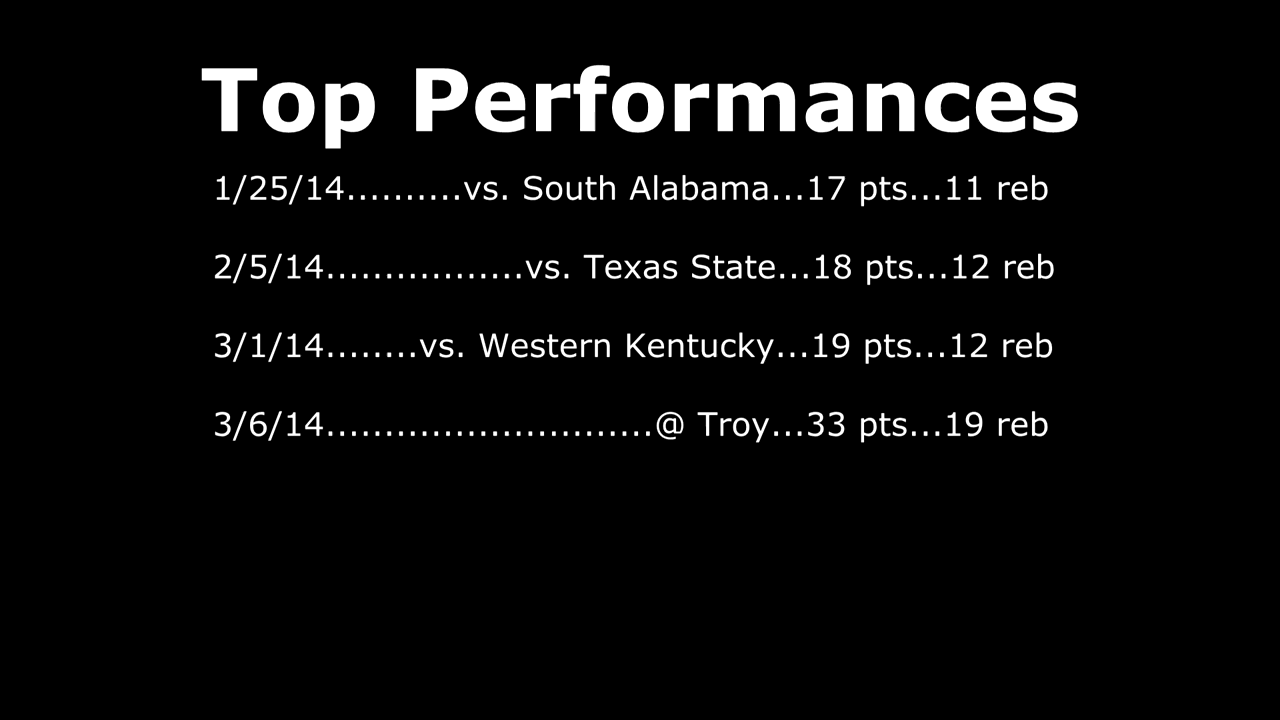 Top Performances
1/25/14..........vs. South Alabama...17 pts...11 reb
2/5/14.................vs. Texas State...18 pts...12 reb
3/1/14........vs. Western Kentucky...19 pts...12 reb
3/6/14............................@ Troy...33 pts...19 reb